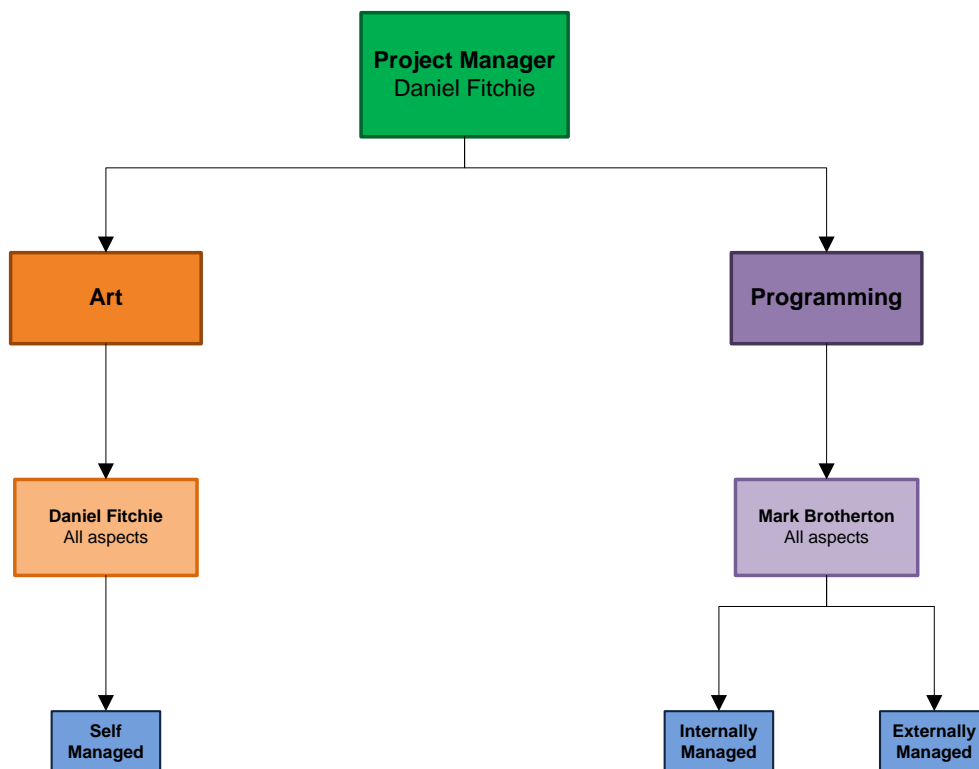 Project Manager
Daniel Fitchie
Art
Programming
Daniel Fitchie
All aspects
Mark Brotherton
All aspects
Self
Managed
Internally
Managed
Externally
Managed